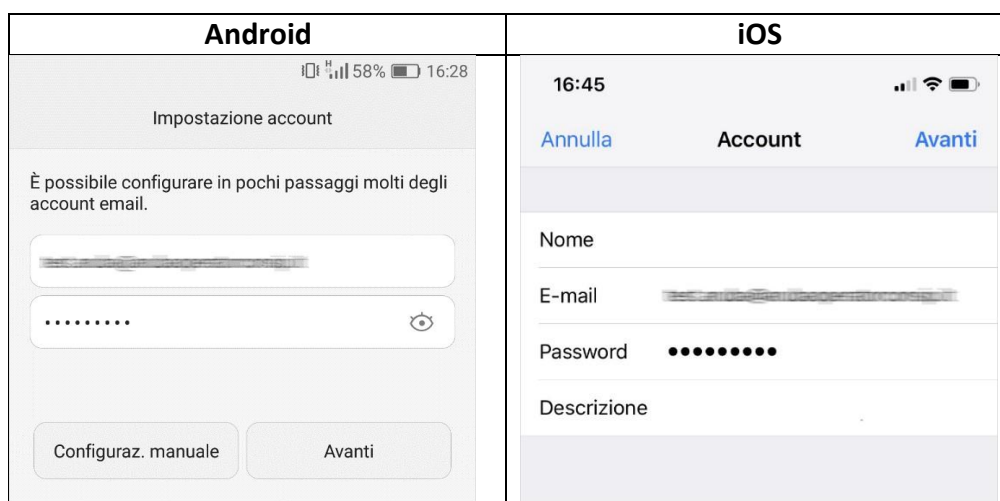 Android
iOS
H 58% 16:28
Impostazione account
È possibile configurare in pochi passaggi molti degli
account email.
•••••••••
Configuraz. manuale
Avanti
16:45
Annulla
Account
Avanti
Nome
E-mail
Password •••••••••
Descrizione